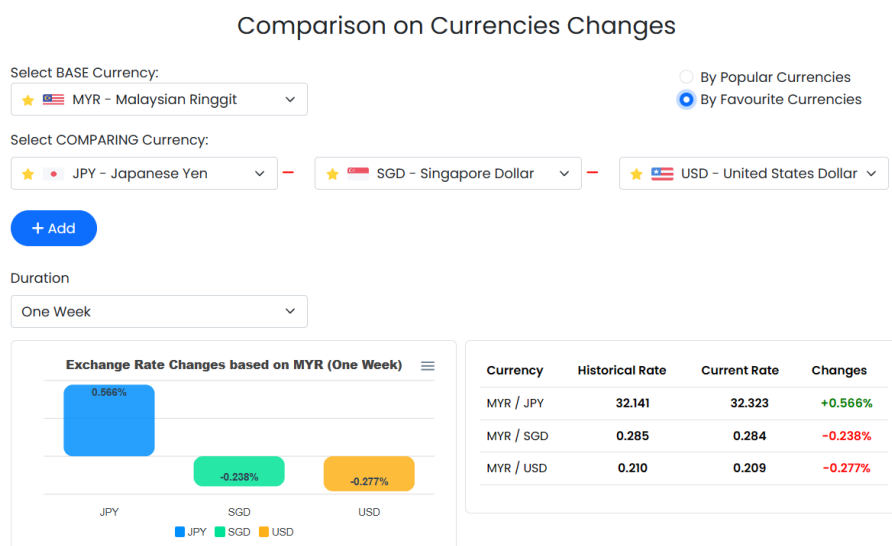 Comparison on Currencies Changes
Select BASE Currency:
MYR - Malaysian Ringgit
By Popular Currencies
By Favourite Currencies
Select COMPARING Currency:
JPY - Japanese Yen
SGD - Singapore Dollar
USD - United States Dollar
+ Add
Duration
One Week
Exchange Rate Changes based on MYR (One Week)
0.566%
-0.238%
-0.277%
JPY SGD USD
JPY SGD USD
Currency Historical Rate Current Rate Changes
MYR / JPY 32.141 32.323 +0.566%
MYR / SGD 0.285 0.284 -0.238%
MYR / USD 0.210 0.209 -0.277%